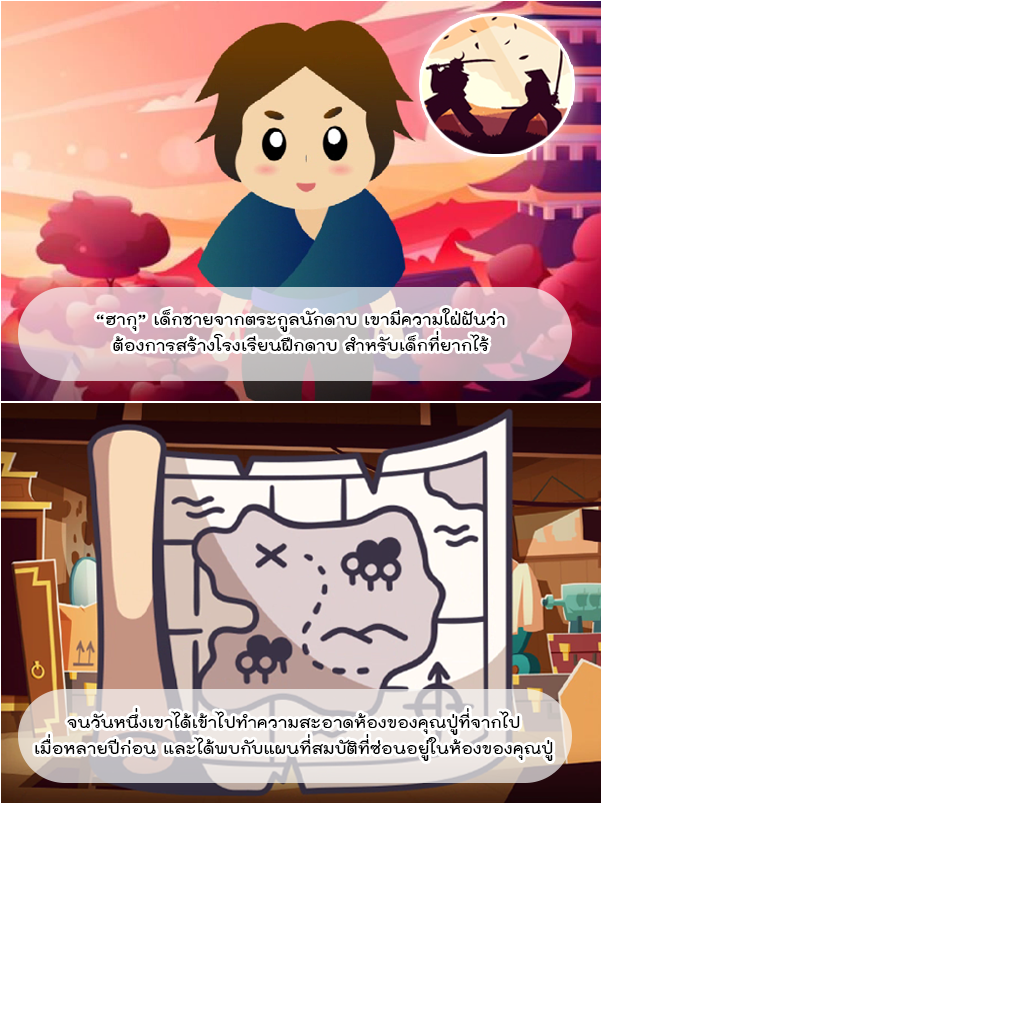 “ฮากุ” เด็กชายจากตระกูลนักดาบ เขามีความใฝ่ฝันว่า
ต้องการสร้างโรงเรียนฝึกดาบ สำหรับเด็กที่ยากไร้
จนวันหนึ่งเขาได้เข้าไปทำความสะอาดห้องของคุณปู่ที่จากไป
เมื่อหลายปีก่อน และได้พบกับแผนที่สมบัติที่ซ่อนอยู่ในห้องของคุณปู่